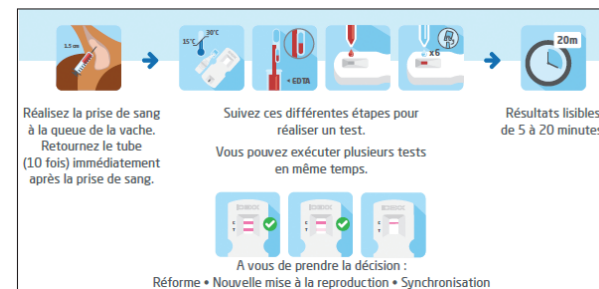 1.5 cm
15°C
30°C
< EDTA
x6
20m
Réalisez la prise de sang
à la queue de la vache.
Retournez le tube
(10 fois) immédiatement
après la prise de sang.
Suivez ces différentes étapes pour
réaliser un test.
Vous pouvez exécuter plusieurs tests
en même temps.
Résultats lisibles
de 5 à 20 minutes
IDEXX
C
T
IDEXX
C
T
IDEXX
C
T
A vous de prendre la décision :
Réforme • Nouvelle mise à la reproduction • Synchronisation